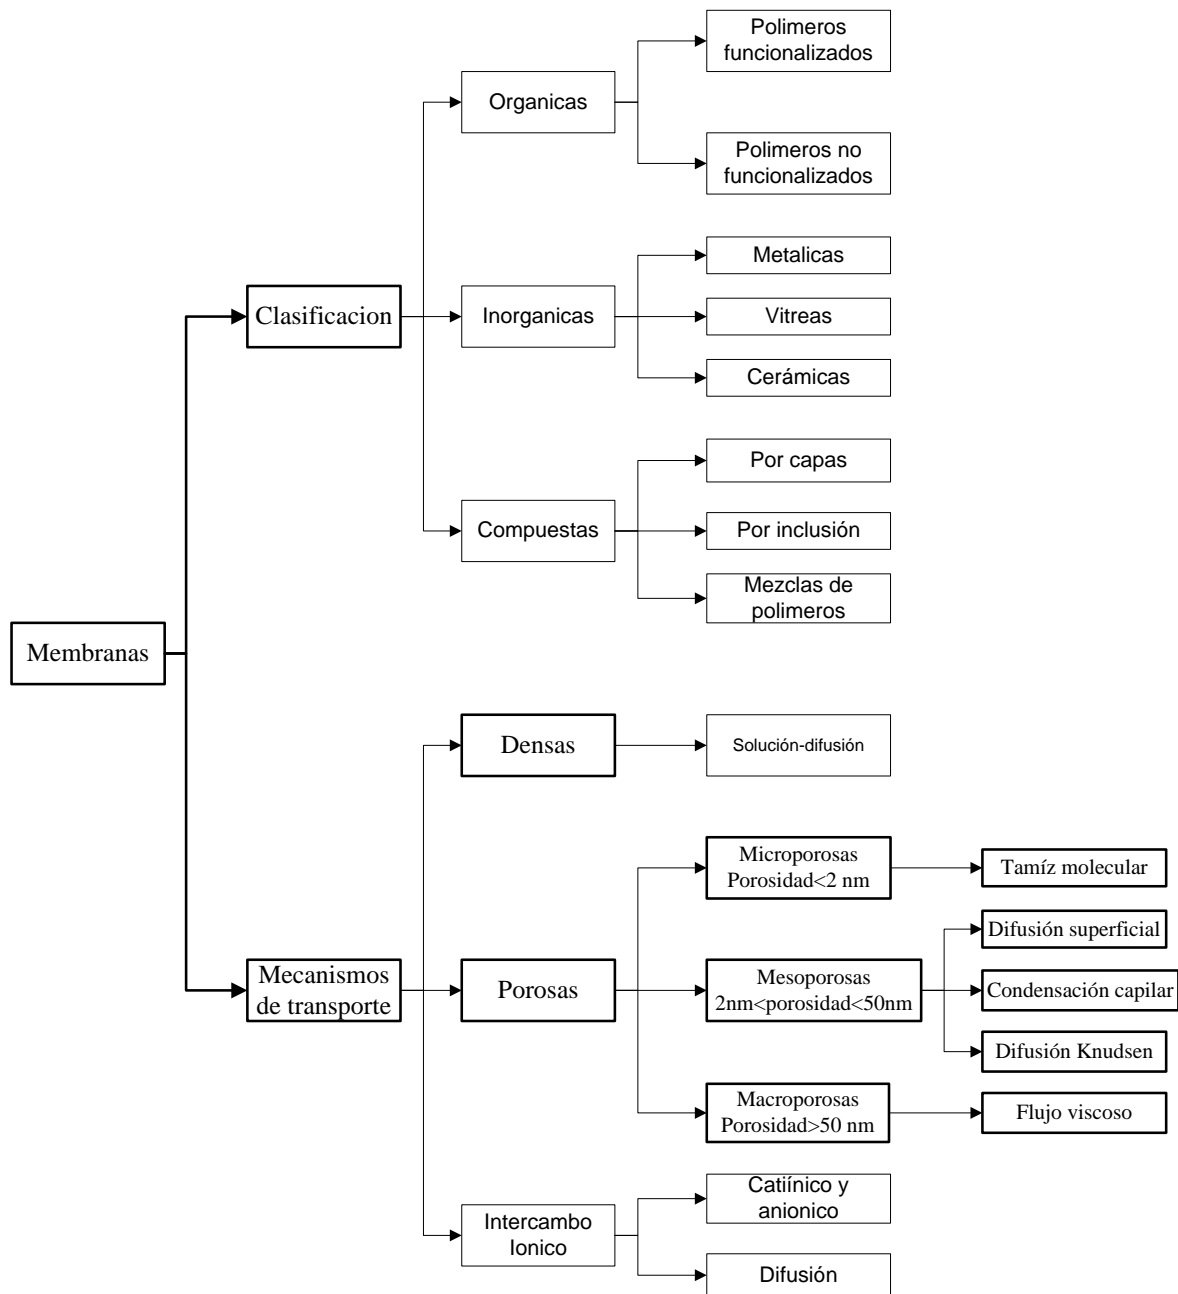 Polimeros
funcionalizados
Organicas
Polimeros no
funcionalizados
Metalicas
Clasificacion
Inorganicas
Vitreas
Cerámicas
Por capas
Compuestas
Por inclusión
Mezclas de
polimeros
Membranas
Densas
Solución-difusión
Microporosas
Porosidad<2 nm
Tamíz molecular
Difusión superficial
Mecanismos
de transporte
Porosas
Mesoporosas
2nm<porosidad<50nm
Condensación capilar
Difusión Knudsen
Macroporosas
Porosidad>50 nm
Flujo viscoso
Catiínico y
anionico
Intercambo
Ionico
Difusión